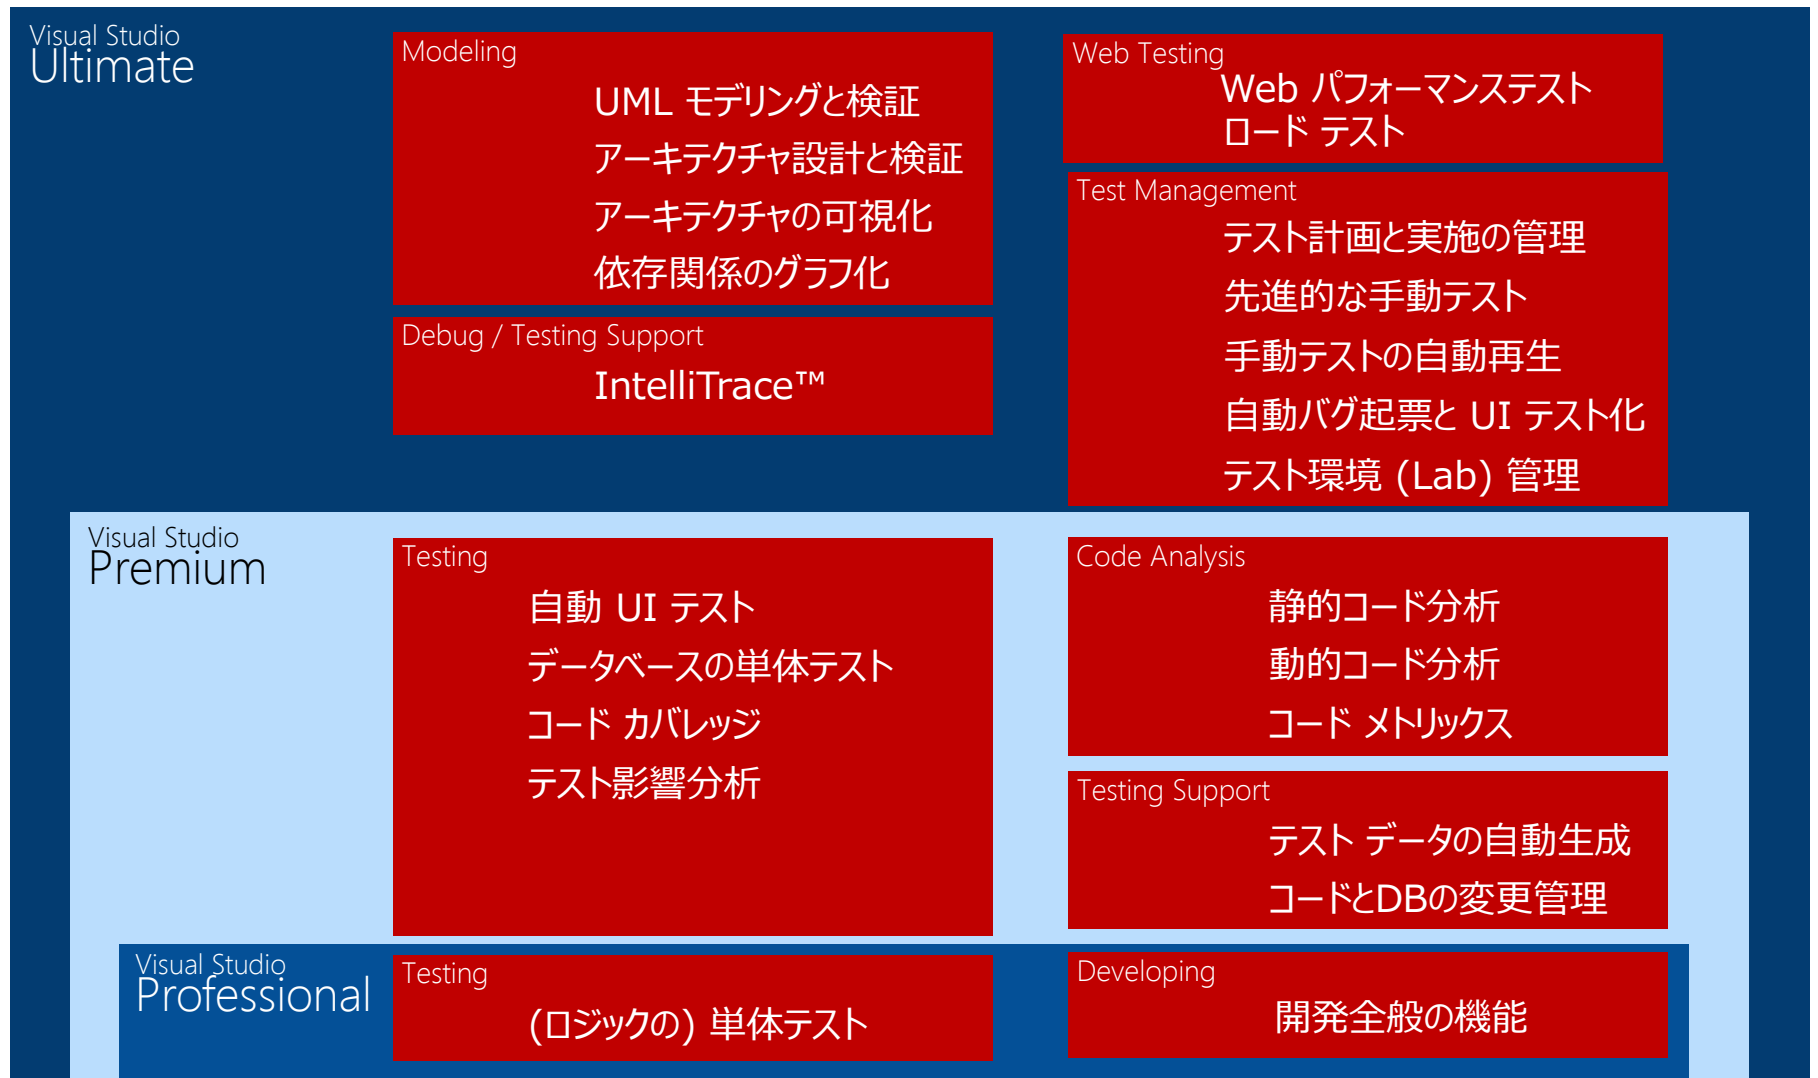 Visual Studio
Ultimate
Modeling
UML モデリングと検証
アーキテクチャ設計と検証
アーキテクチャの可視化
依存関係のグラフ化
Debug / Testing Support
IntelliTrace™
Web Testing
Web パフォーマンステスト
ロード テスト
Test Management
テスト計画と実施の管理
先進的な手動テスト
手動テストの自動再生
自動バグ起票と UI テスト化
テスト環境 (Lab) 管理
Visual Studio
Premium
Testing
自動 UI テスト
データベースの単体テスト
コード カバレッジ
テスト影響分析
Code Analysis
静的コード分析
動的コード分析
コード メトリックス
Testing Support
テスト データの自動生成
コードとDBの変更管理
Visual Studio
Professional
Testing
(ロジックの) 単体テスト
Developing
開発全般の機能